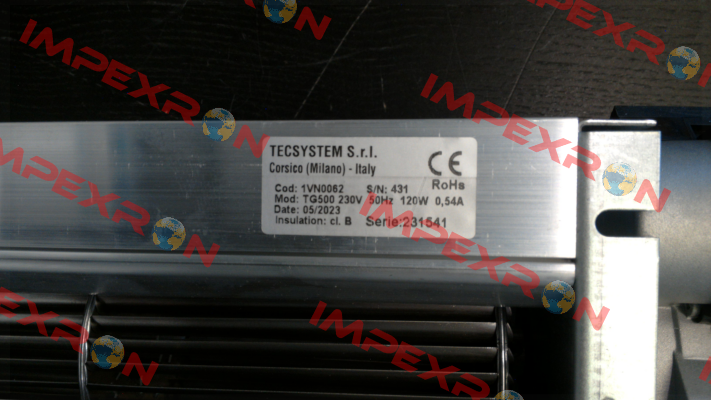 IMPEXRON
IMPEXRON
IMPEXRON
IMPEXRON
IMPEXRON
IMPEXRON
IMPEXRON
TECSYSTEM S.r.l.
Corsico (Milano) - Italy
CE
RoHs
Cod: 1VN0062 S/N: 431
Mod: TG500 230V 50Hz 120W 0,54A
Date: 05/2023
Insulation: cl. B Serie:231541